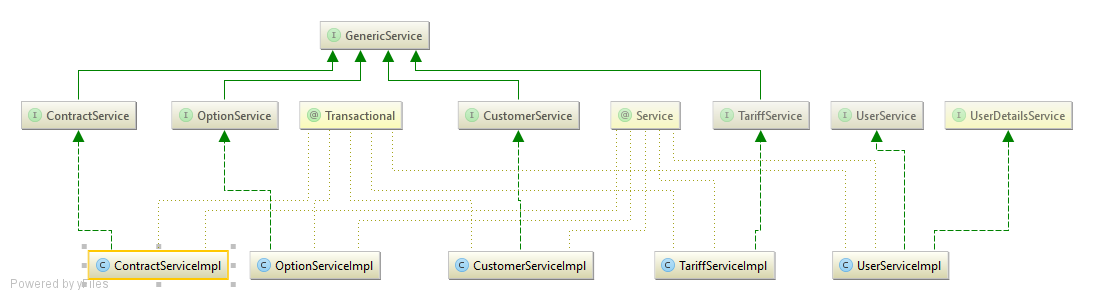 I GenericService
I ContractService
I OptionService
@ Transactional
I CustomerService
@ Service
I TariffService
I UserService
I UserDetailsService
C ContractServiceImpl
C OptionServiceImpl
C CustomerServiceImpl
C TariffServiceImpl
C UserServiceImpl
Powered by yFiles